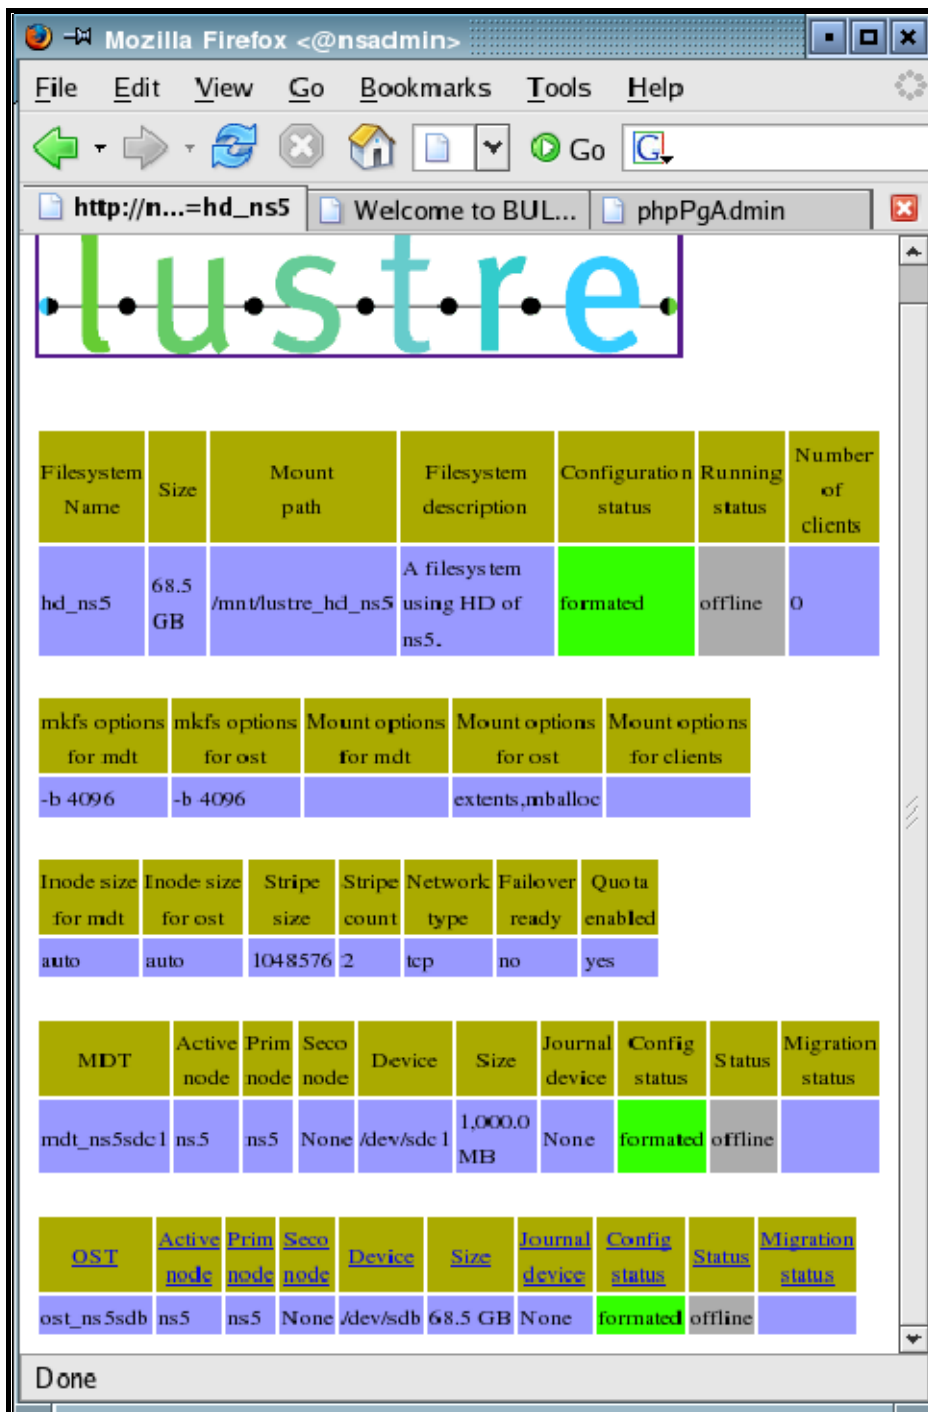 Mozilla Firefox <@nsadmin>
File Edit View Go Bookmarks Tools Help
Go G
http://n...=hd_ns5 Welcome to BUL... phpPgAdmin
lustre
Filesystem Name Size Mount path Filesystem description Configuration status Running status Number of clients
hd_ns5 68.5 GB /mnt/lustre_hd_ns5 A filesystem using HD of ns5. formated offline 0
mkfs options for mdt mkfs options for ost Mount options for mdt Mount options for ost Mount options for clients
-b 4096 -b 4096 extents,mballoc
Inode size for mdt Inode size for ost Stripe size Stripe count Network type Failover ready Quota enabled
auto auto 1048576 2 tcp no yes
MDT Active node Prim node Seco node Device Size Journal device Config status Status Migration status
mdt_ns5sdc1 ns5 ns5 None /dev/sdc1 1,000.0 MB None formated offline
OST Active node Prim node Seco node Device Size Journal device Config status Status Migration status
ost_ns5sdb ns5 ns5 None /dev/sdb 68.5 GB None formated offline
Done